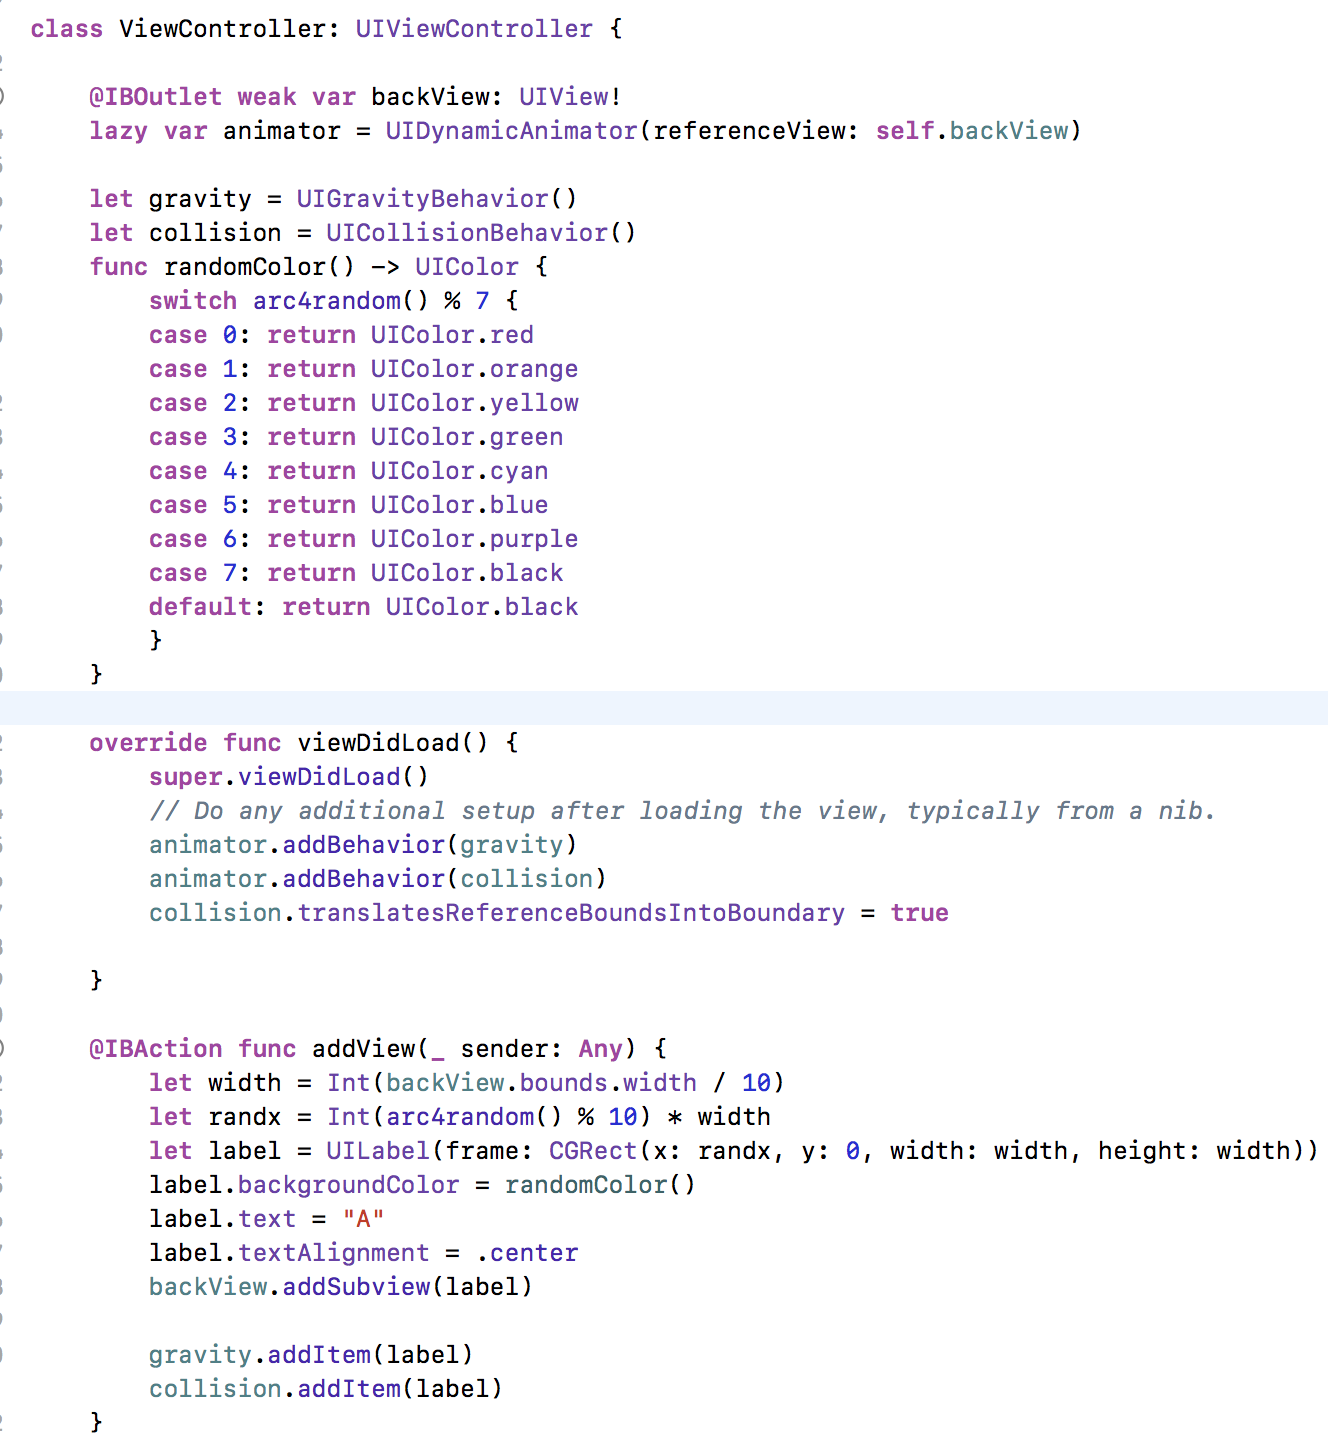 class ViewController: UIViewController {
@IBOutlet weak var backView: UIView!
lazy var animator = UIDynamicAnimator(referenceView: self.backView)
let gravity = UIGravityBehavior()
let collision = UICollisionBehavior()
func randomColor() -> UIColor {
switch arc4random() % 7 {
case 0: return UIColor.red
case 1: return UIColor.orange
case 2: return UIColor.yellow
case 3: return UIColor.green
case 4: return UIColor.cyan
case 5: return UIColor.blue
case 6: return UIColor.purple
case 7: return UIColor.black
default: return UIColor.black
}
}
override func viewDidLoad() {
super.viewDidLoad()
// Do any additional setup after loading the view, typically from a nib.
animator.addBehavior(gravity)
animator.addBehavior(collision)
collision.translatesReferenceBoundsIntoBoundary = true
}
@IBAction func addView(_ sender: Any) {
let width = Int(backView.bounds.width / 10)
let randx = Int(arc4random() % 10) * width
let label = UILabel(frame: CGRect(x: randx, y: 0, width: width, height: width))
label.backgroundColor = randomColor()
label.text = "A"
label.textAlignment = .center
backView.addSubview(label)
gravity.addItem(label)
collision.addItem(label)
}